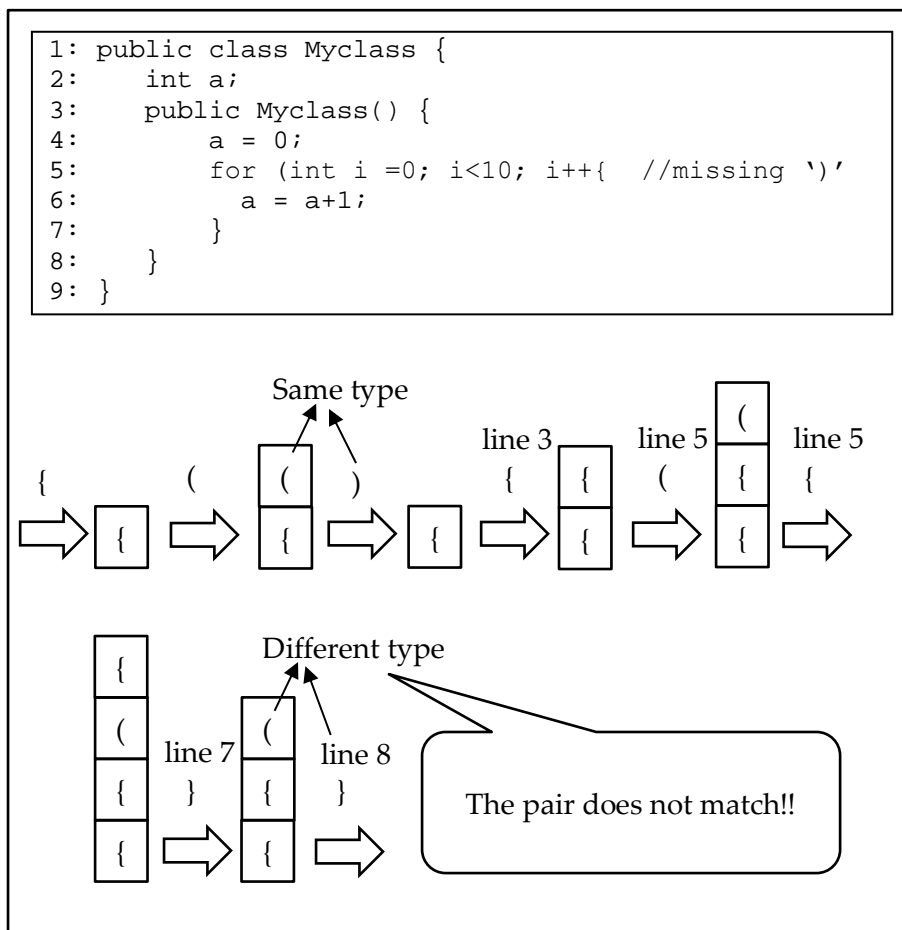 1: public class Myclass {
2:    int a;
3:    public Myclass() {
4:        a = 0;
5:        for (int i =0; i<10; i++{  //missing ‘)’
6:          a = a+1;
7:        }
8:    }
9: }
Same type
line 3 line 5 line 5
{ ( ) { ( {
{
(
{
{
{
{
(
{
{
Different type
{
(
{
{
line 7
}
(
{
{
line 8
}
The pair does not match!!